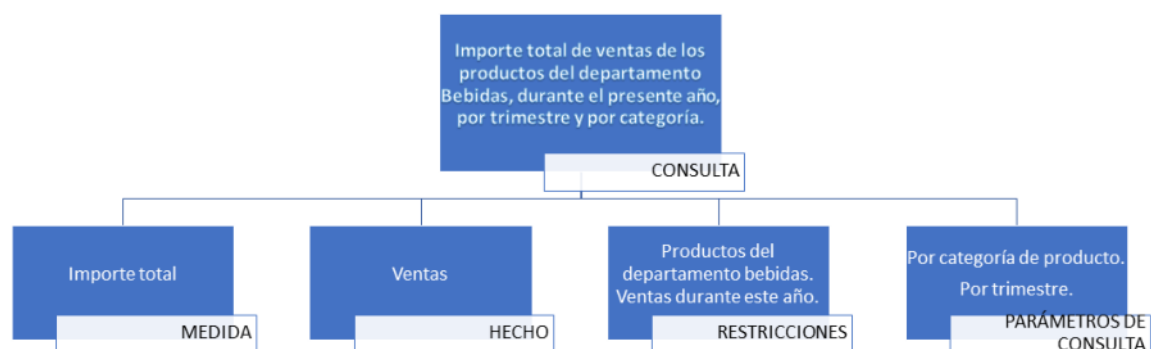 Importe total de ventas de los
productos del departamento
Bebidas, durante el presente año,
por trimestre y por categoría.
CONSULTA
Importe total
MEDIDA
Ventas
HECHO
Productos del
departamento bebidas.
Ventas durante este año.
RESTRICCIONES
Por categoría de producto.
Por trimestre.
PARÁMETROS DE
CONSULTA